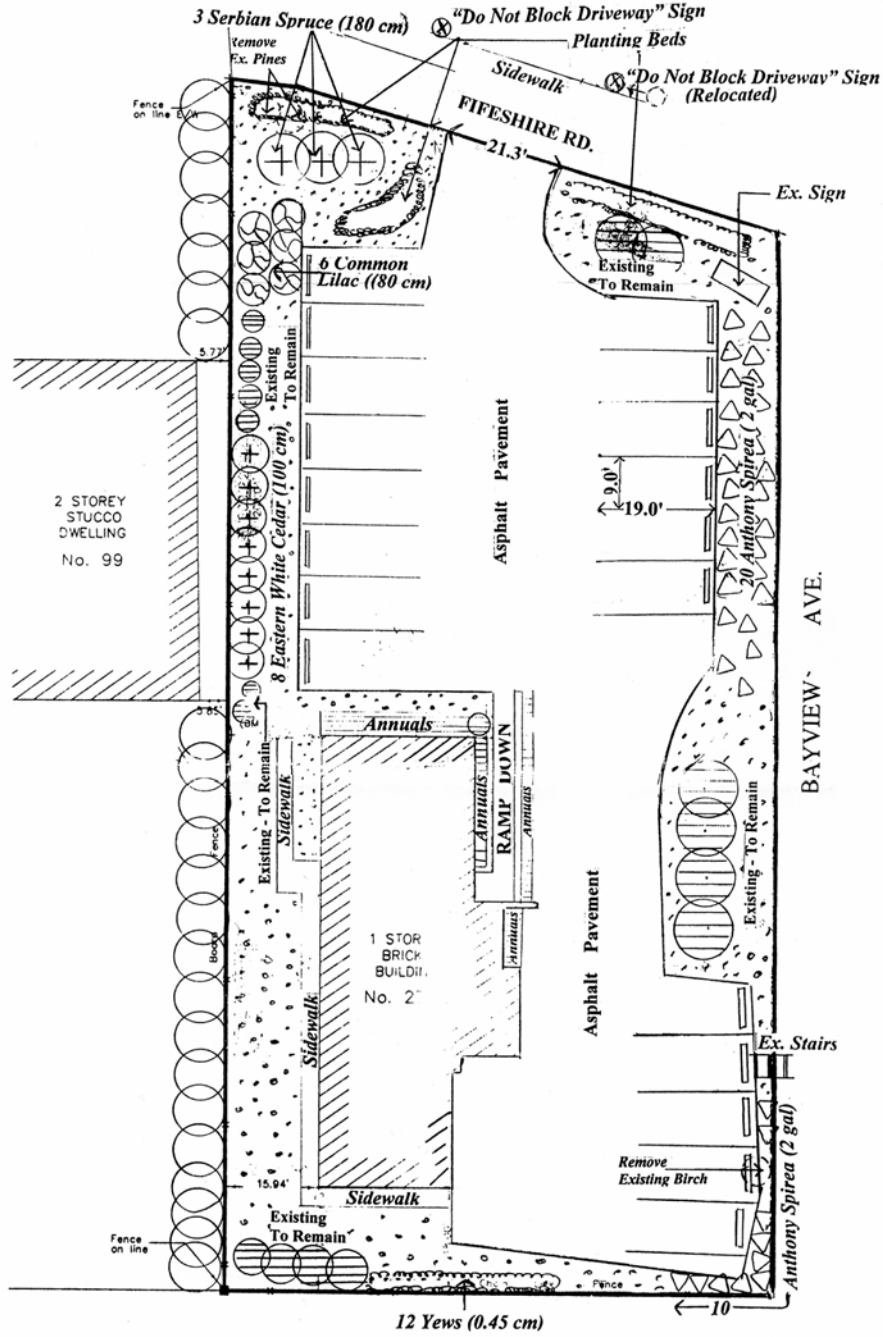 3 Serbian Spruce (180 cm)
"Do Not Block Driveway" Sign
Remove
Ex. Pines
Planting Beds
Sidewalk
"Do Not Block Driveway" Sign
(Relocated)
Fence
on line E/W
FIFESHIRE RD.
21.3'
Ex. Sign
6 Common
Lilac ((80 cm)
Existing
To Remain
5.77'
Existing
To Remain
8 Eastern White Cedar (100 cm)
Asphalt Pavement
9.0'
19.0'
20 Anthony Spirea ( 2 gal)
2 STOREY
STUCCO
DWELLING
No. 99
BAYVIEW AVE.
3.85'
Annuals
Annuals
RAMP DOWN
Annuals
Existing - To Remain
Sidewalk
Fence
Board
Existing - To Remain
Asphalt Pavement
Annuals
1 STOR
BRICK
BUILDIN
No. 2
Sidewalk
Ex. Stairs
Remove
Existing Birch
Anthony Spirea (2 gal)
15.94'
Sidewalk
Existing
To Remain
Fence
on line
Fence
10
12 Yews (0.45 cm)